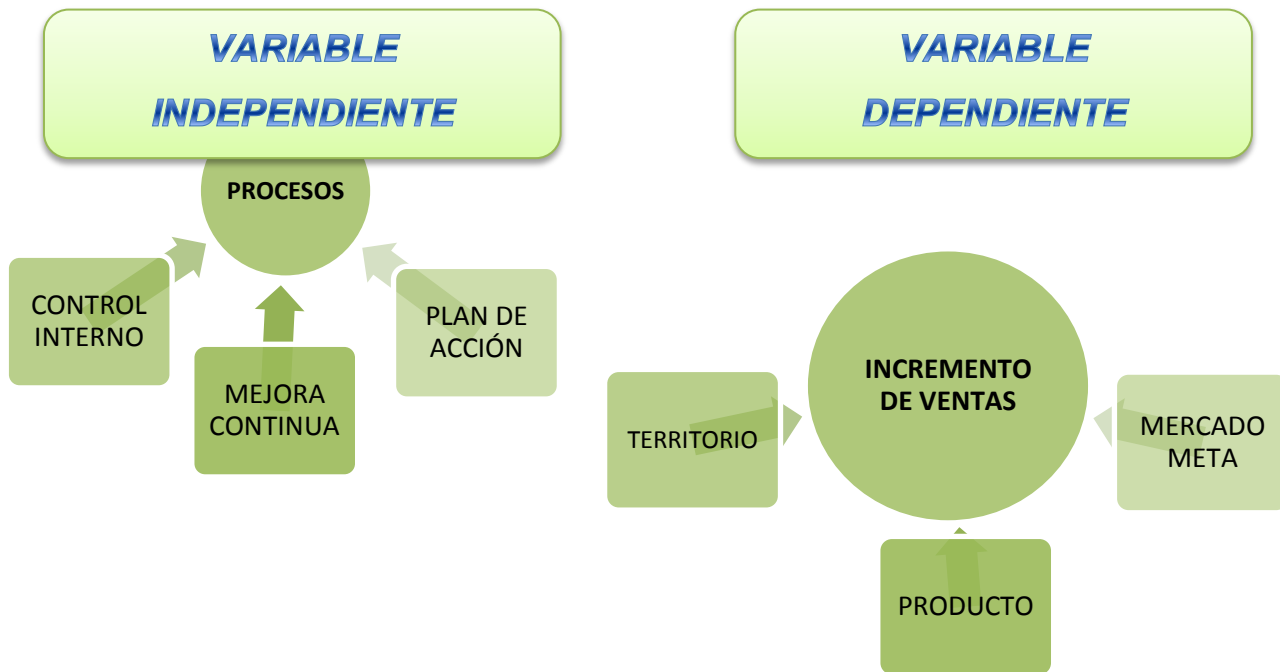 VARIABLE
INDEPENDIENTE
PROCESOS
CONTROL
INTERNO
MEJORA
CONTINUA
PLAN DE
ACCIÓN
VARIABLE
DEPENDIENTE
INCREMENTO
DE VENTAS
TERRITORIO
PRODUCTO
MERCADO
META